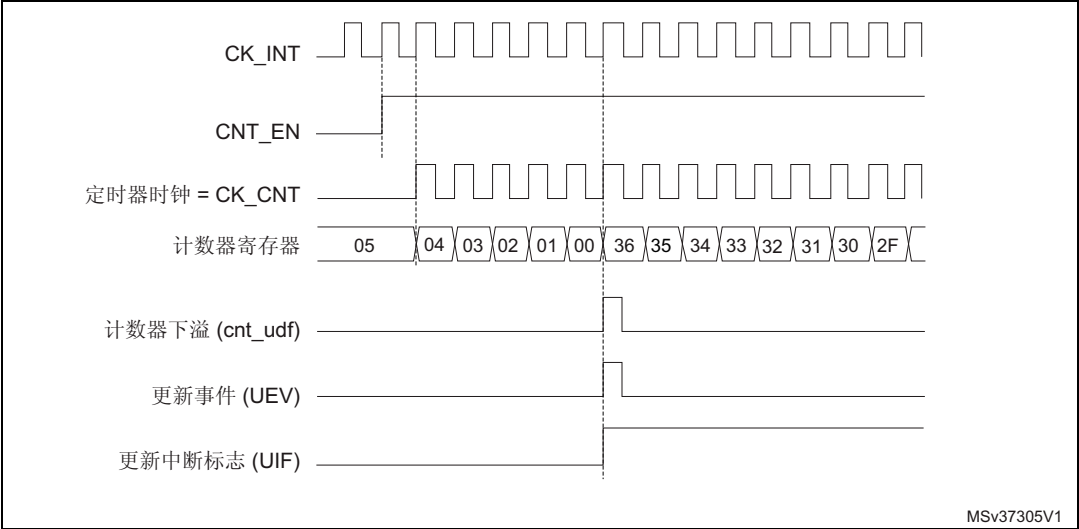 CK_INT
CNT_EN
定时器时钟 = CK_CNT
计数器寄存器 05 04 03 02 01 00 36 35 34 33 32 31 30 2F
计数器下溢 (cnt_udf)
更新事件 (UEV)
更新中断标志 (UIF)
MSv37305V1